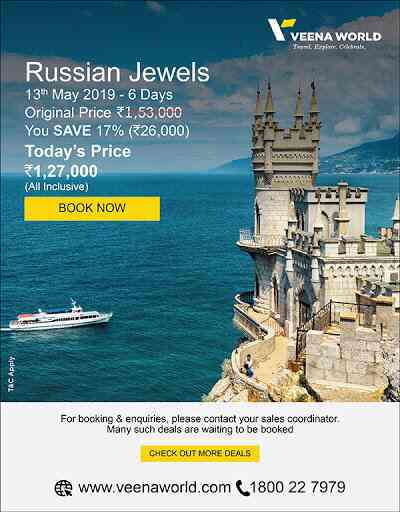 VEENA WORLD
Travel. Explore. Celebrate.
Russian Jewels
13th May 2019 - 6 Days
Original Price ₹1,53,000
You SAVE 17% (₹26,000)
Today's Price
₹1,27,000
(All Inclusive)
BOOK NOW
T&C Apply
For booking & enquiries, please contact your sales coordinator.
Many such deals are waiting to be booked
CHECK OUT MORE DEALS
www.veenaworld.com 1800 22 7979